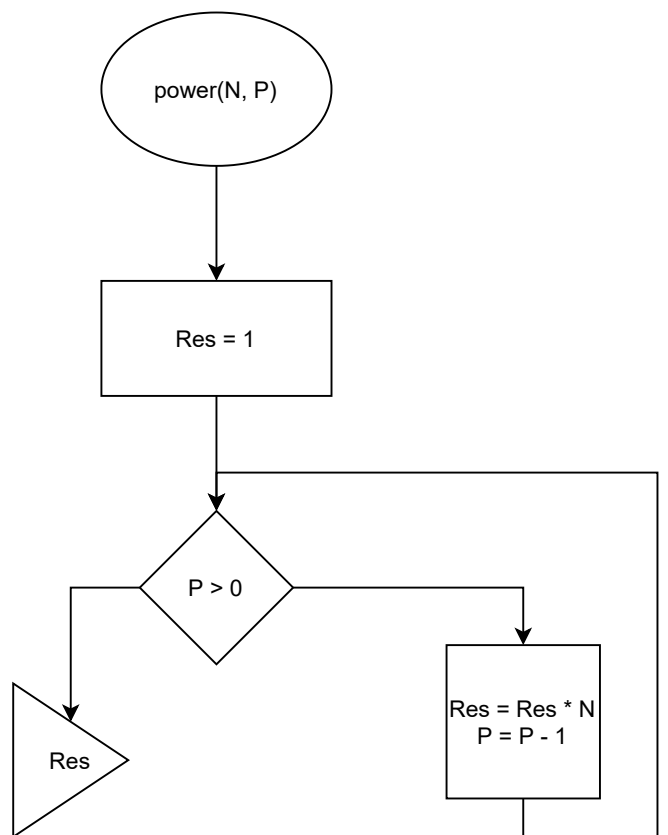 power(N, P)
Res = 1
P > 0
Res = Res * N
P = P - 1
Res